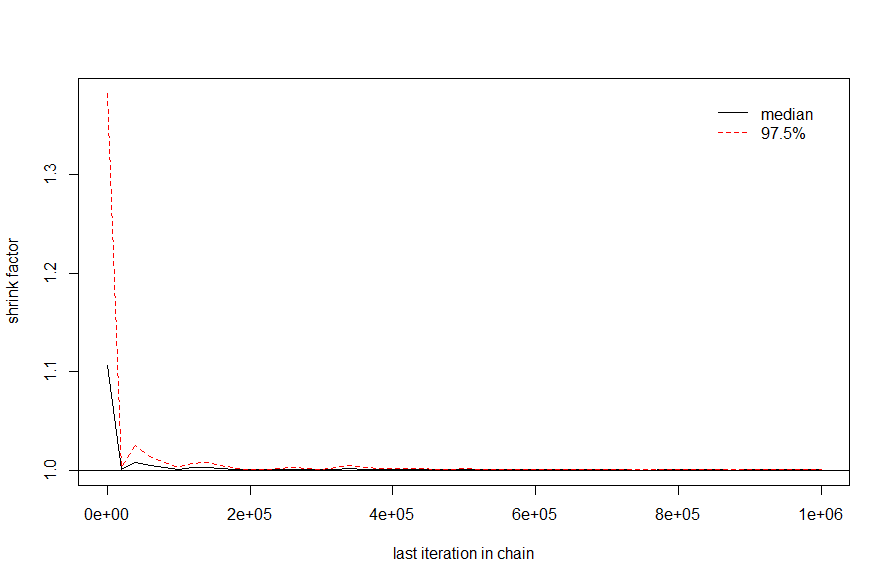 median
97.5%
1.3
1.2
1.1
1.0
shrink factor
0e+00 2e+05 4e+05 6e+05 8e+05 1e+06
last iteration in chain